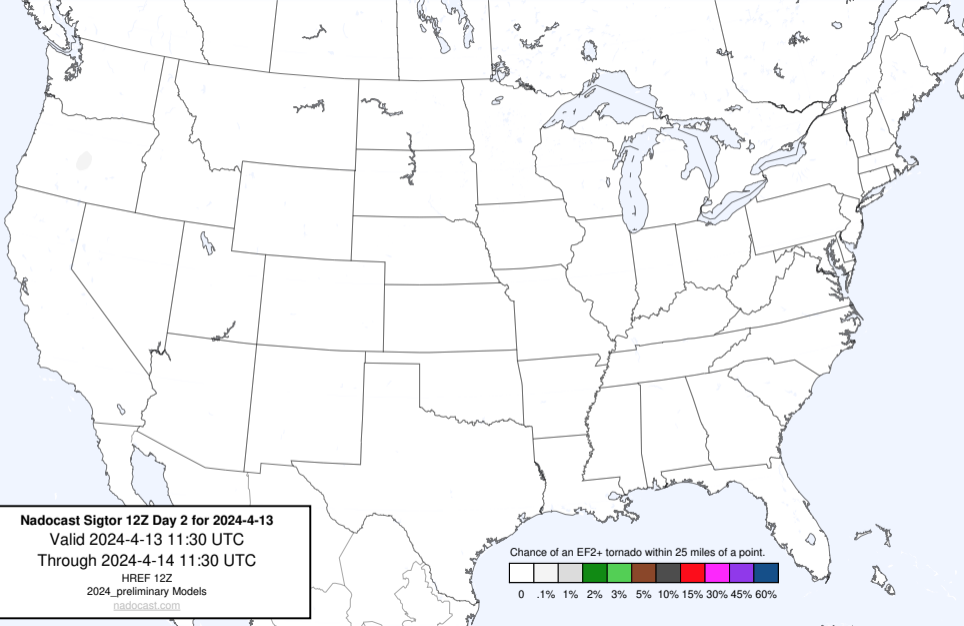 Nadocast Sigtor 12Z Day 2 for 2024-4-13
Valid 2024-4-13 11:30 UTC
Through 2024-4-14 11:30 UTC
HREF 12Z
2024_preliminary Models
nadocast.com
Chance of an EF2+ tornado within 25 miles of a point.
0 .1% 1% 2% 3% 5% 10% 15% 30% 45% 60%